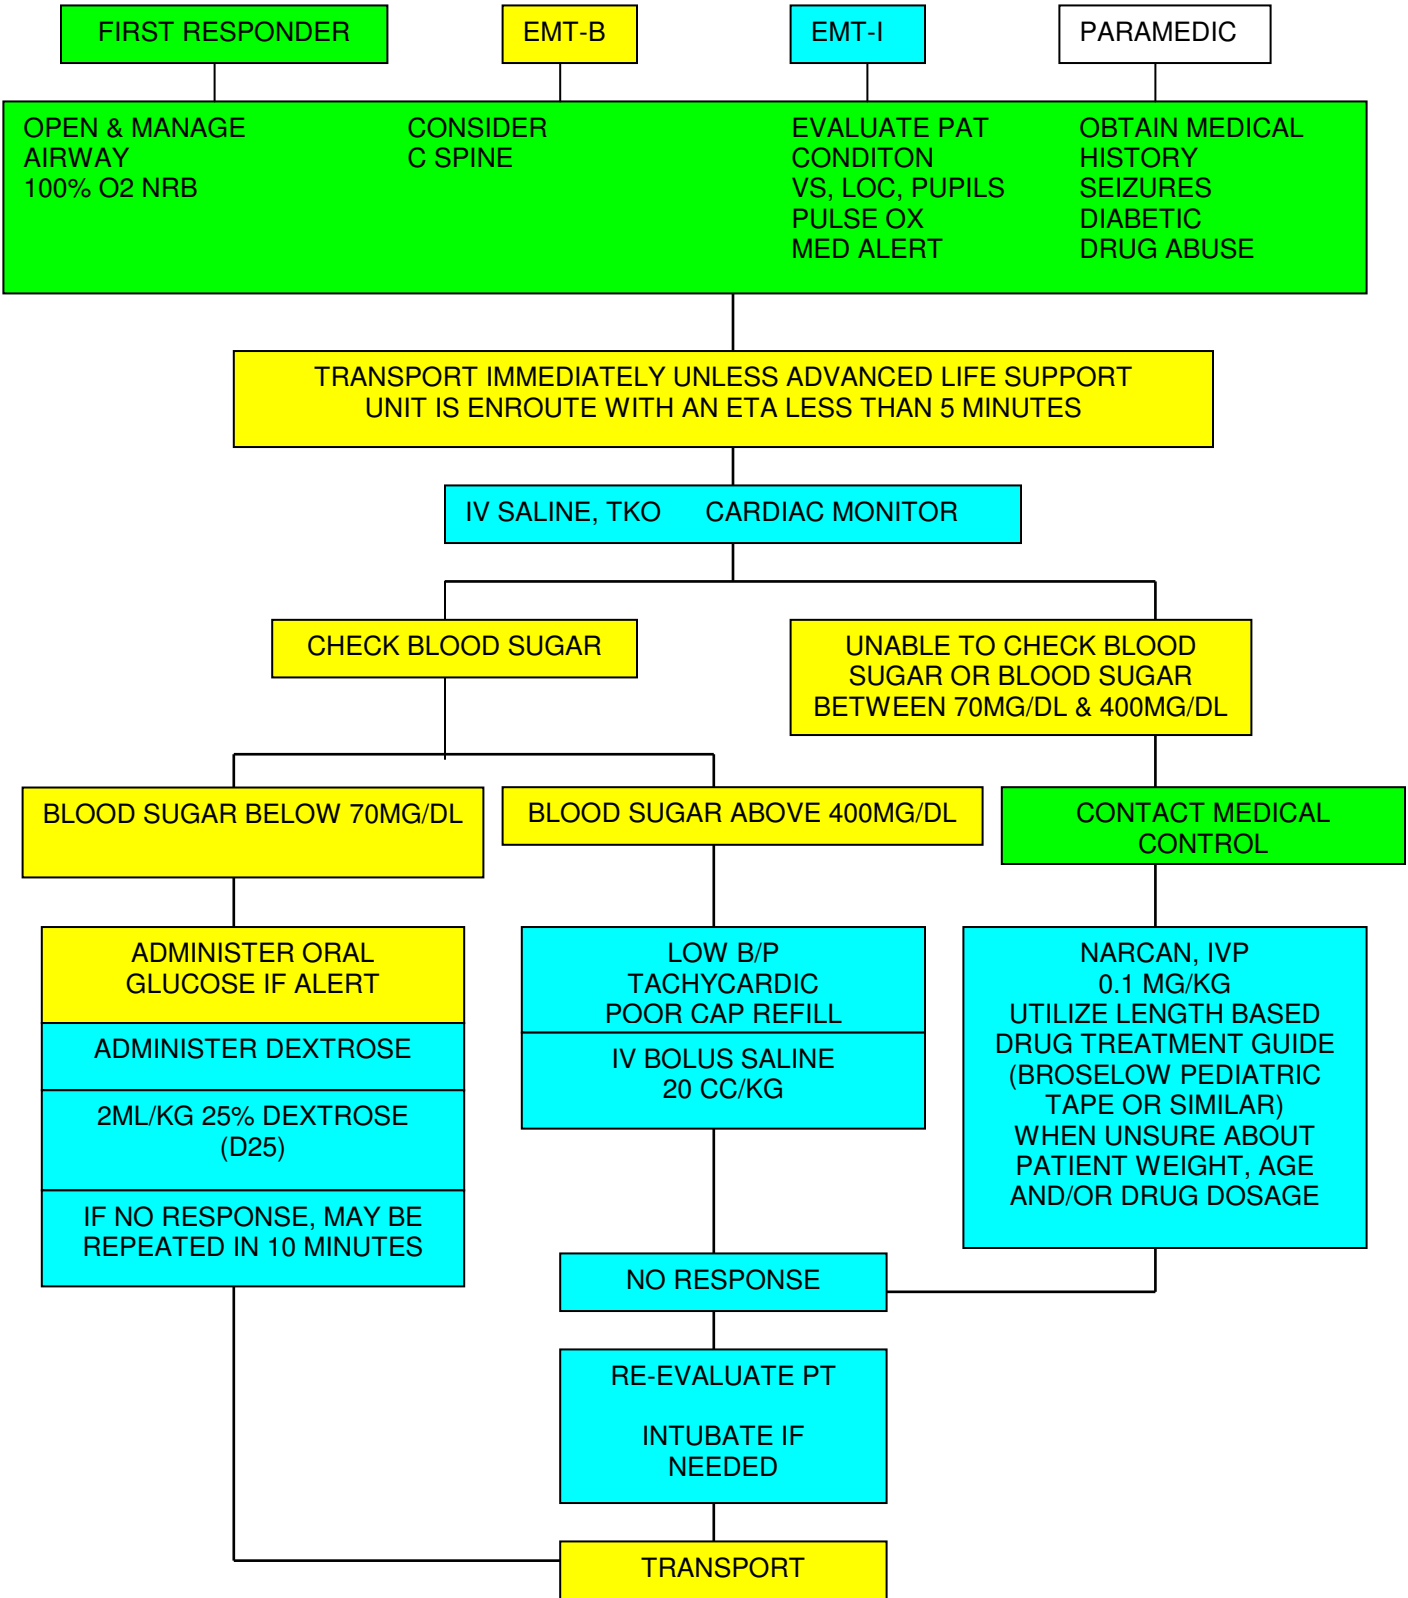 FIRST RESPONDER
EMT-B
EMT-I
PARAMEDIC
OPEN & MANAGE
AIRWAY
100% O2 NRB
CONSIDER
C SPINE
EVALUATE PAT
CONDITON
VS, LOC, PUPILS
PULSE OX
MED ALERT
OBTAIN MEDICAL
HISTORY
SEIZURES
DIABETIC
DRUG ABUSE
TRANSPORT IMMEDIATELY UNLESS ADVANCED LIFE SUPPORT
UNIT IS ENROUTE WITH AN ETA LESS THAN 5 MINUTES
IV SALINE, TKO CARDIAC MONITOR
CHECK BLOOD SUGAR
UNABLE TO CHECK BLOOD
SUGAR OR BLOOD SUGAR
BETWEEN 70MG/DL & 400MG/DL
BLOOD SUGAR BELOW 70MG/DL
BLOOD SUGAR ABOVE 400MG/DL
CONTACT MEDICAL
CONTROL
ADMINISTER ORAL
GLUCOSE IF ALERT
ADMINISTER DEXTROSE
2ML/KG 25% DEXTROSE
(D25)
IF NO RESPONSE, MAY BE
REPEATED IN 10 MINUTES
LOW B/P
TACHYCARDIC
POOR CAP REFILL
IV BOLUS SALINE
20 CC/KG
NARCAN, IVP
0.1 MG/KG
UTILIZE LENGTH BASED
DRUG TREATMENT GUIDE
(BROSELOW PEDIATRIC
TAPE OR SIMILAR)
WHEN UNSURE ABOUT
PATIENT WEIGHT, AGE
AND/OR DRUG DOSAGE
NO RESPONSE
RE-EVALUATE PT
INTUBATE IF
NEEDED
TRANSPORT